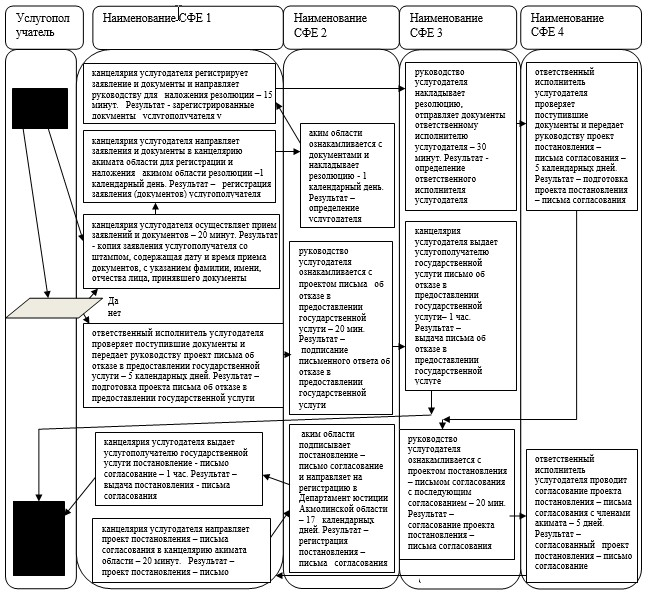 Услугопол
учатель
Наименование СФЕ 1
Наименование
СФЕ 2
Наименование
СФЕ 3
Наименование
СФЕ 4
канцелярия услугодателя регистрирует
заявление и документы и направляет
руководству для наложения резолюции – 15
минут. Результат - зарегистрированные
документы услугополучателя у
канцелярия услугодателя направляет
заявления и документы в канцелярию
акимата области для регистрации и
наложения акимом области резолюции –1
календарный день. Результат – регистрация
заявления (документов) услугополучателя
канцелярия услугодателя осуществляет прием
заявлений и документов – 20 минут. Результат
- копия заявления услугополучателя со
штампом, содержащая дату и время приема
документов, с указанием фамилии, имени,
отчества лица, принявшего документы
Да
нет
ответственный исполнитель услугодателя
проверяет поступившие документы и
передает руководству проект письма об
отказе в предоставлении государственной
услуги – 5 календарных дней. Результат –
подготовка проекта письма об отказе в
предоставлении государственной услуги
канцелярия услугодателя выдает
услугополучателю государственной
услуги постановление - письмо
согласование – 1 час. Результат –
выдача постановления - письма
согласования
канцелярия услугодателя направляет
проект постановления – письма
согласования в канцелярию акимата
области – 20 минут. Результат –
проект постановления – письмо
аким области
ознакамливается с
документами и
накладывает
резолюцию - 1
календарный день.
Результат –
определение
услугодателя
руководство
услугодателя
ознакамливается с
проектом письма об
отказе в
предоставлении
государственной
услуги – 20 мин.
Результат –
подписание
письменного ответа об
отказе в
предоставлении
государственной
услуги
аким области
подписывает
постановление –
письмо согласование
и направляет на
регистрацию в
Департамент юстиции
Акмолинской области
– 17 календарных
дней. Результат –
регистрация
постановления –
письма согласования
руководство
услугодателя
накладывает
резолюцию,
отправляет документы
ответственному
исполнителю
услугодателя – 30
минут. Результат -
определение
ответственного
исполнителя
услугодателя
канцелярия
услугодателя выдает
услугополучателю
государственной
услуги письмо об
отказе в
предоставлении
государственной
услуги– 1 час.
Результат –
выдача письма об
отказе в
предоставлении
государственной
услуге
руководство
услугодателя
ознакамливается с
проектом постановления
– письмом согласования
с последующим
согласованием – 20 мин.
Результат –
согласование проекта
постановления –
письма согласования
ответственный
исполнитель
услугодателя
проверяет
поступившие
документы и передает
руководству проект
постановления –
письма согласования –
5 календарных дней.
Результат – подготовка
проекта постановления
– письма согласования
ответственный
исполнитель
услугодателя проводит
согласование проекта
постановления – письма
согласования с членами
акимата – 5 дней.
Результат –
согласованный проект
постановления – письмо
согласование